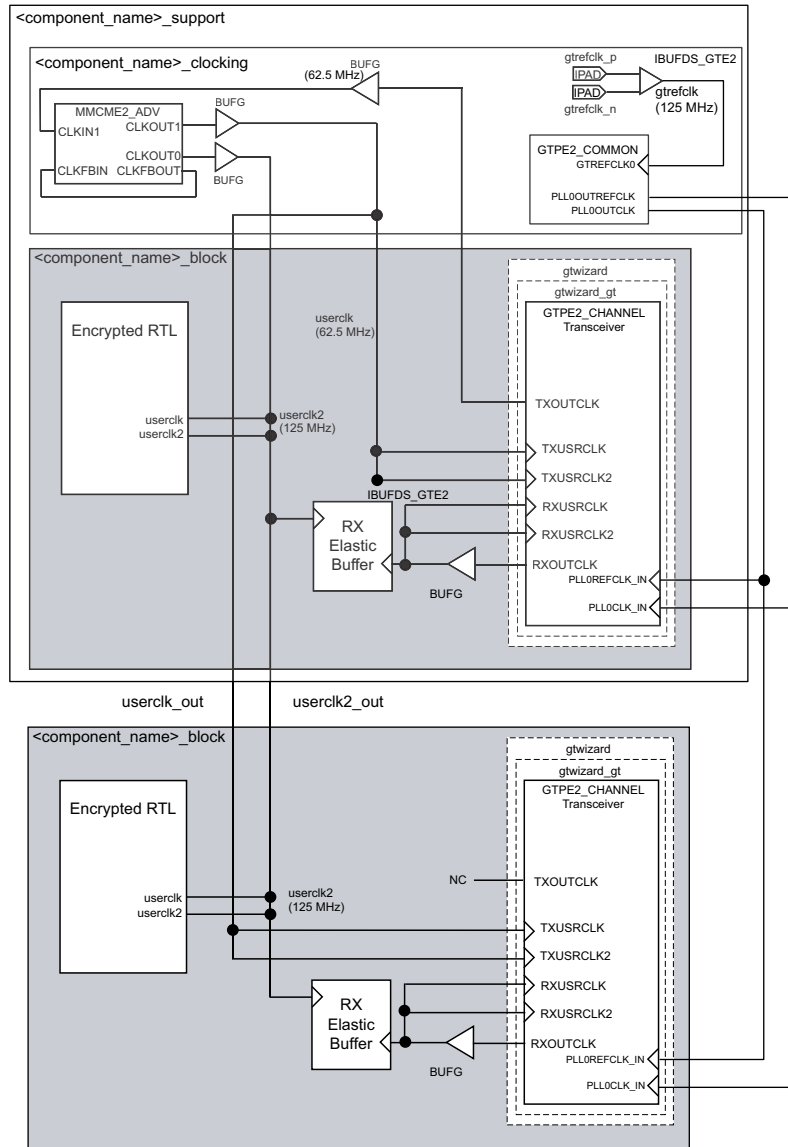 <component_name>_support
<component_name>_clocking
BUFG
(62.5 MHz)
gtrefclk_p
IBUFDS_GTE2
IPAD
IPAD
gtrefclk
(125 MHz)
gtrefclk_n
MMCME2_ADV
BUFG
CLKIN1
CLKOUT1
CLKOUT0
CLKFBIN
CLKFBOUT
BUFG
GTPE2_COMMON
GTREFCLK0
PLL0OUTREFCLK
PLL0OUTCLK
<component_name>_block
gtwizard
gtwizard_gt
GTPE2_CHANNEL
Transceiver
Encrypted RTL
userclk
(62.5 MHz)
TXOUTCLK
userclk
userclk2
userclk2
(125 MHz)
TXUSRCLK
TXUSRCLK2
IBUFDS_GTE2
RX
Elastic
Buffer
RXUSRCLK
RXUSRCLK2
RXOUTCLK
BUFG
PLL0REFCLK_IN
PLL0CLK_IN
userclk_out
userclk2_out
<component_name>_block
gtwizard
gtwizard_gt
GTPE2_CHANNEL
Transceiver
Encrypted RTL
NC
TXOUTCLK
userclk
userclk2
userclk2
(125 MHz)
TXUSRCLK
TXUSRCLK2
RX
Elastic
Buffer
RXUSRCLK
RXUSRCLK2
RXOUTCLK
BUFG
PLL0REFCLK_IN
PLL0CLK_IN